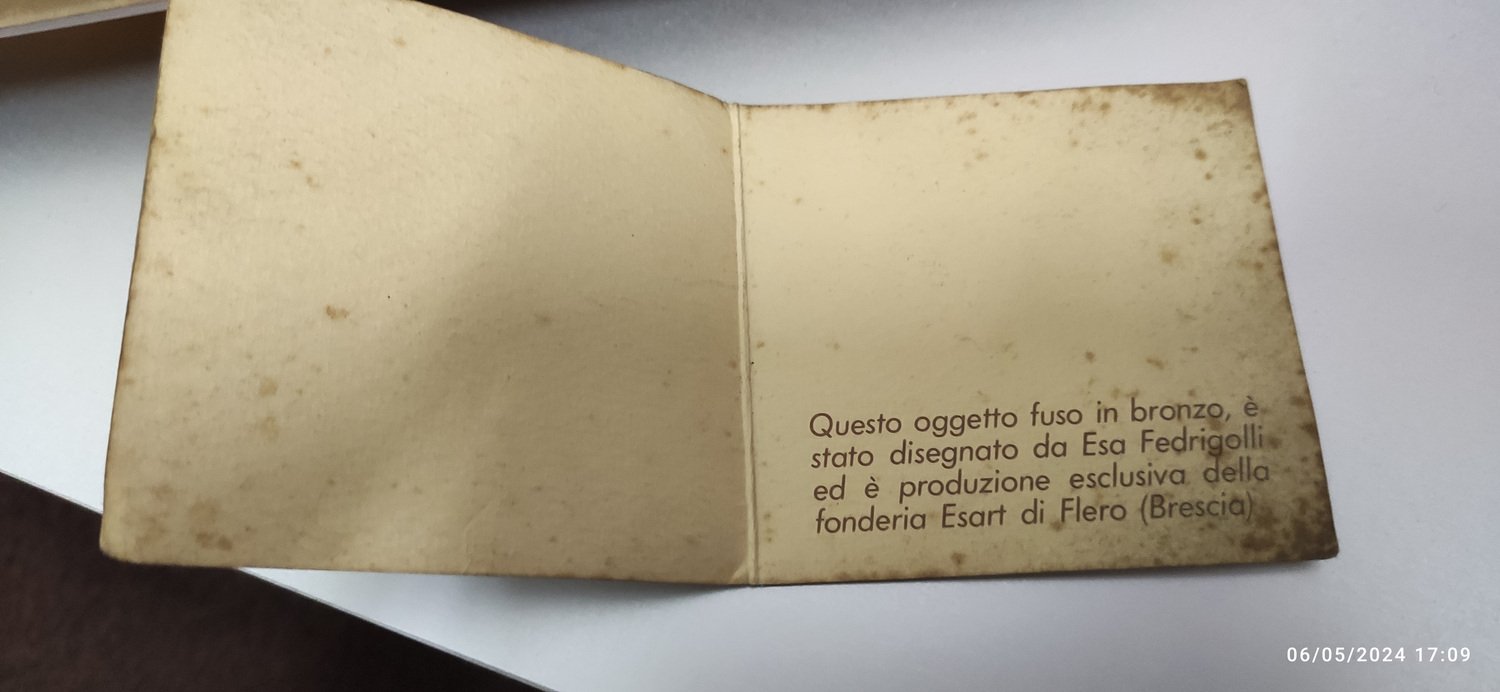 Questo oggetto fuso in bronzo, è
stato disegnato da Esa Fedrigolli
ed è produzione esclusiva della
fonderia Esart di Flero (Brescia)
06/05/2024 17:09